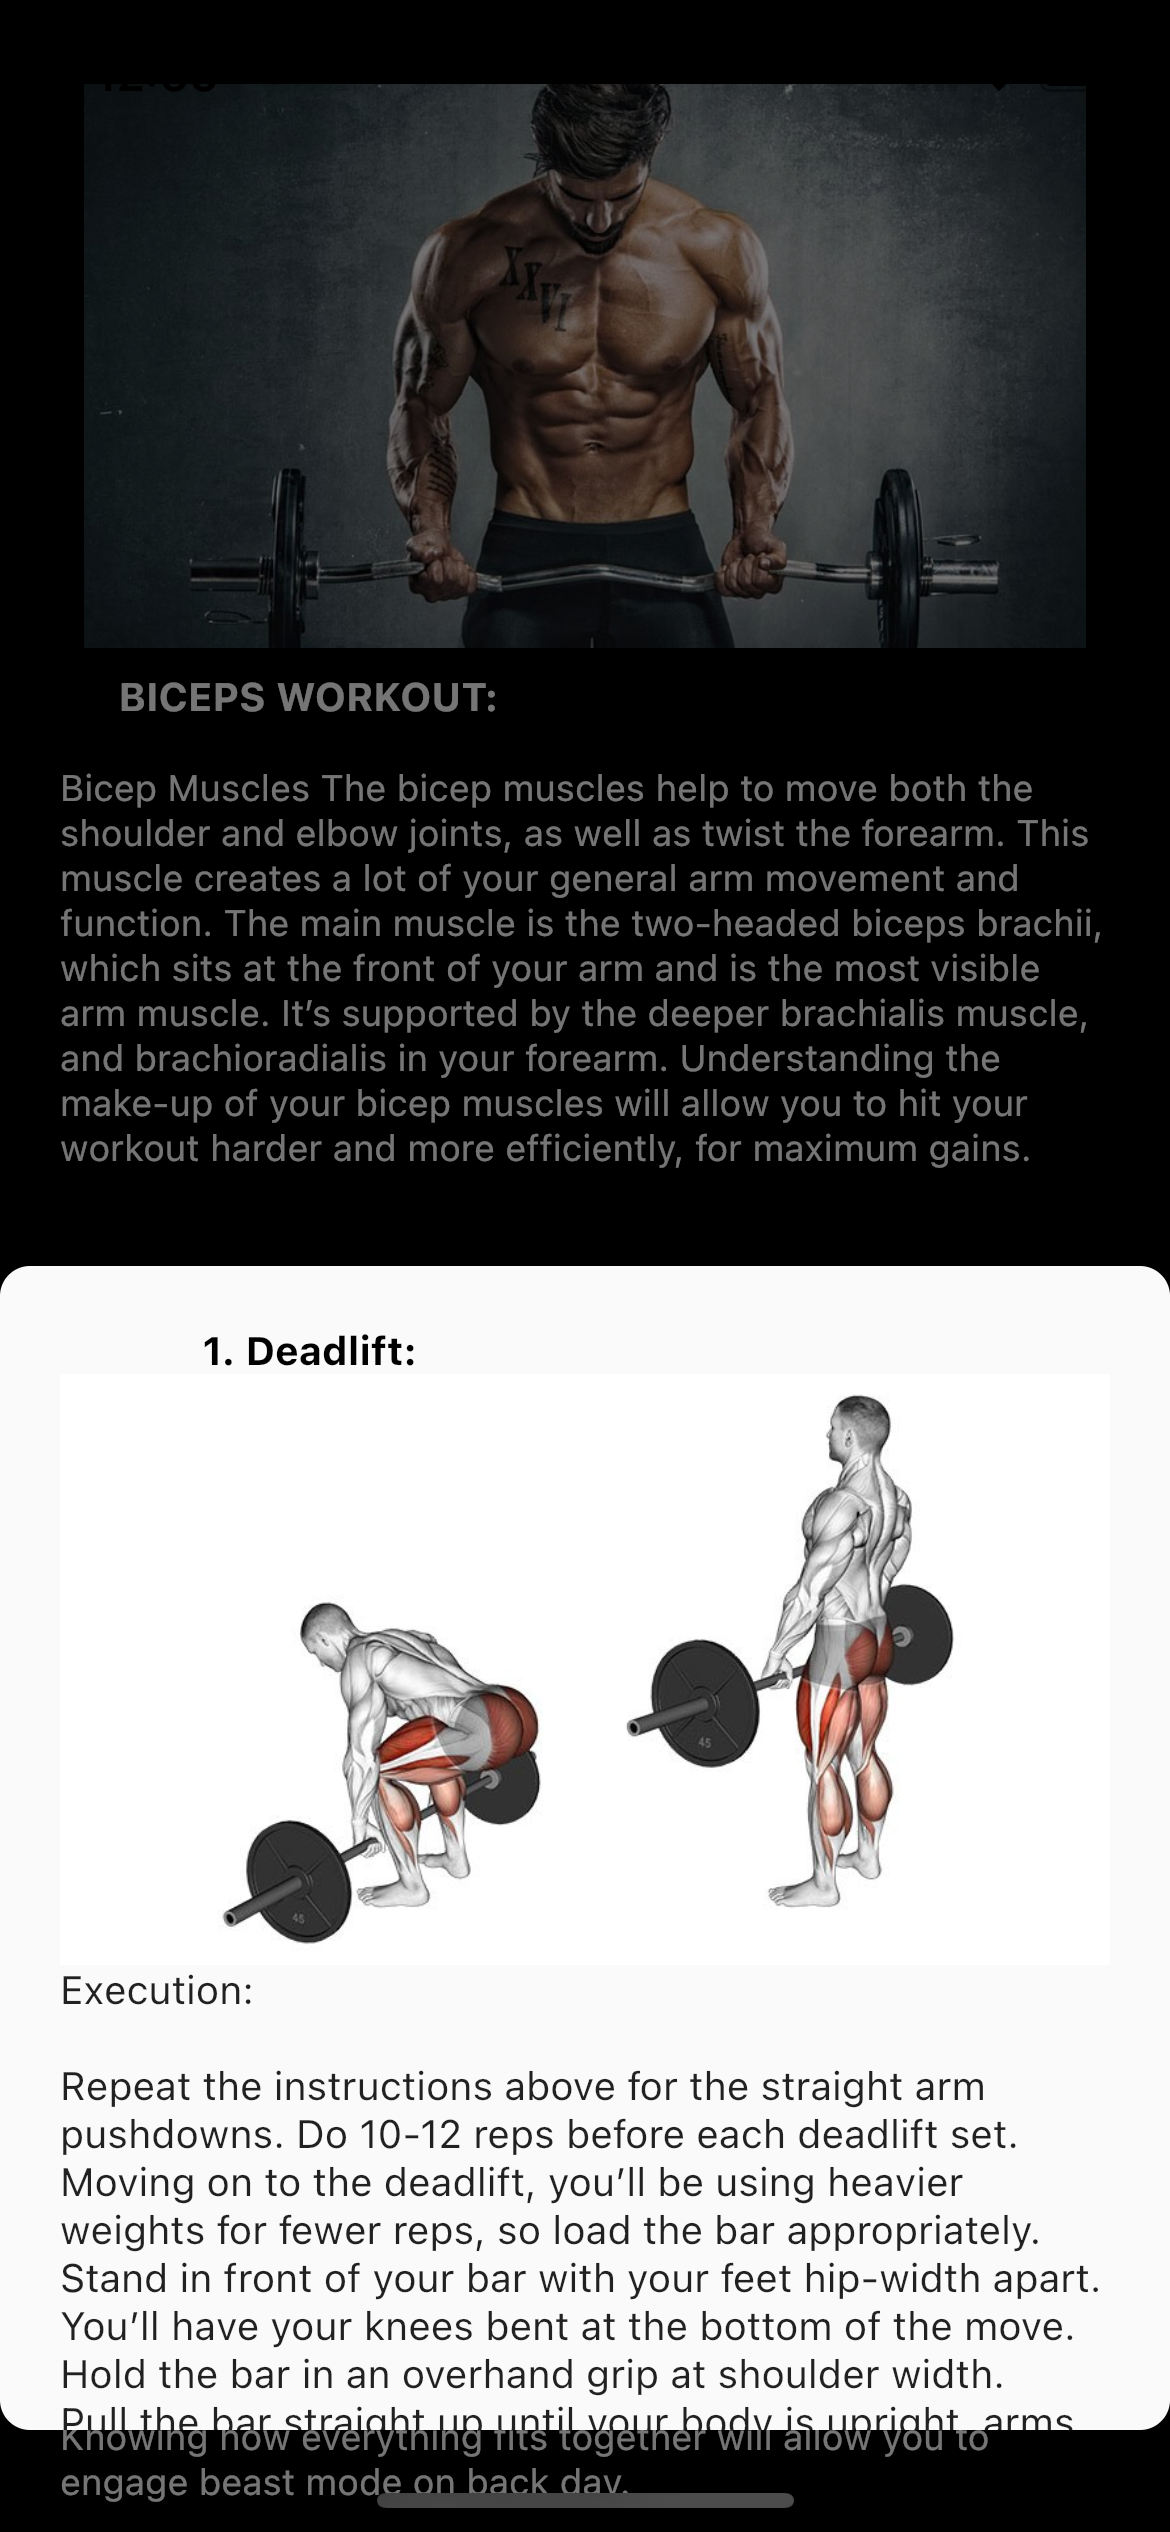 XXVI
BICEPS WORKOUT:
Bicep Muscles The bicep muscles help to move both the
shoulder and elbow joints, as well as twist the forearm. This
muscle creates a lot of your general arm movement and
function. The main muscle is the two-headed biceps brachii,
which sits at the front of your arm and is the most visible
arm muscle. It’s supported by the deeper brachialis muscle,
and brachioradialis in your forearm. Understanding the
make-up of your bicep muscles will allow you to hit your
workout harder and more efficiently, for maximum gains.
1. Deadlift:
45
45
Execution:
Repeat the instructions above for the straight arm
pushdowns. Do 10-12 reps before each deadlift set.
Moving on to the deadlift, you’ll be using heavier
weights for fewer reps, so load the bar appropriately.
Stand in front of your bar with your feet hip-width apart.
You’ll have your knees bent at the bottom of the move.
Hold the bar in an overhand grip at shoulder width.
Pull the bar straight up until your body is upright, arms
Knowing how everything fits together will allow you to
engage beast mode on back day.